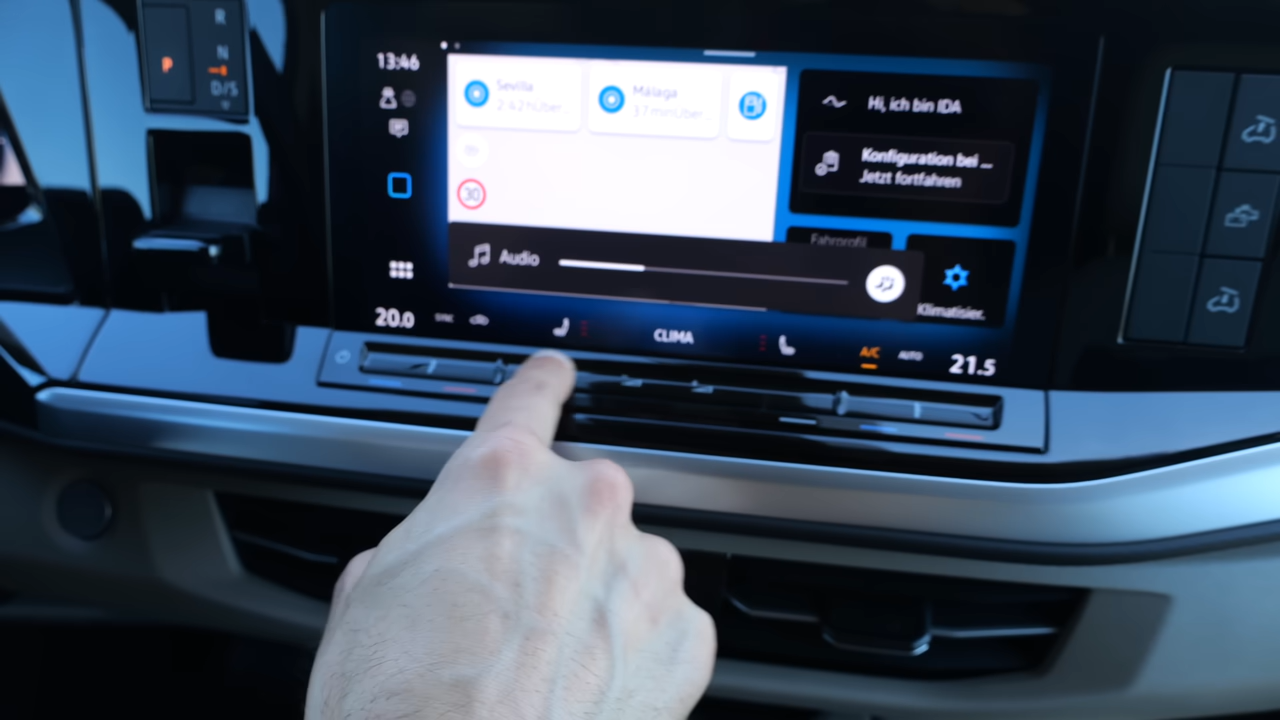 R
N
P
D/S
13:46
Sevilla
Málaga
Hi, ich bin IDA
Konfiguration bei ...
Jetzt fortfahren
30
Fahrprofil
Audio
Klimatisier.
20.0
SYNC
CLIMA
A/C
AUTO
21.5